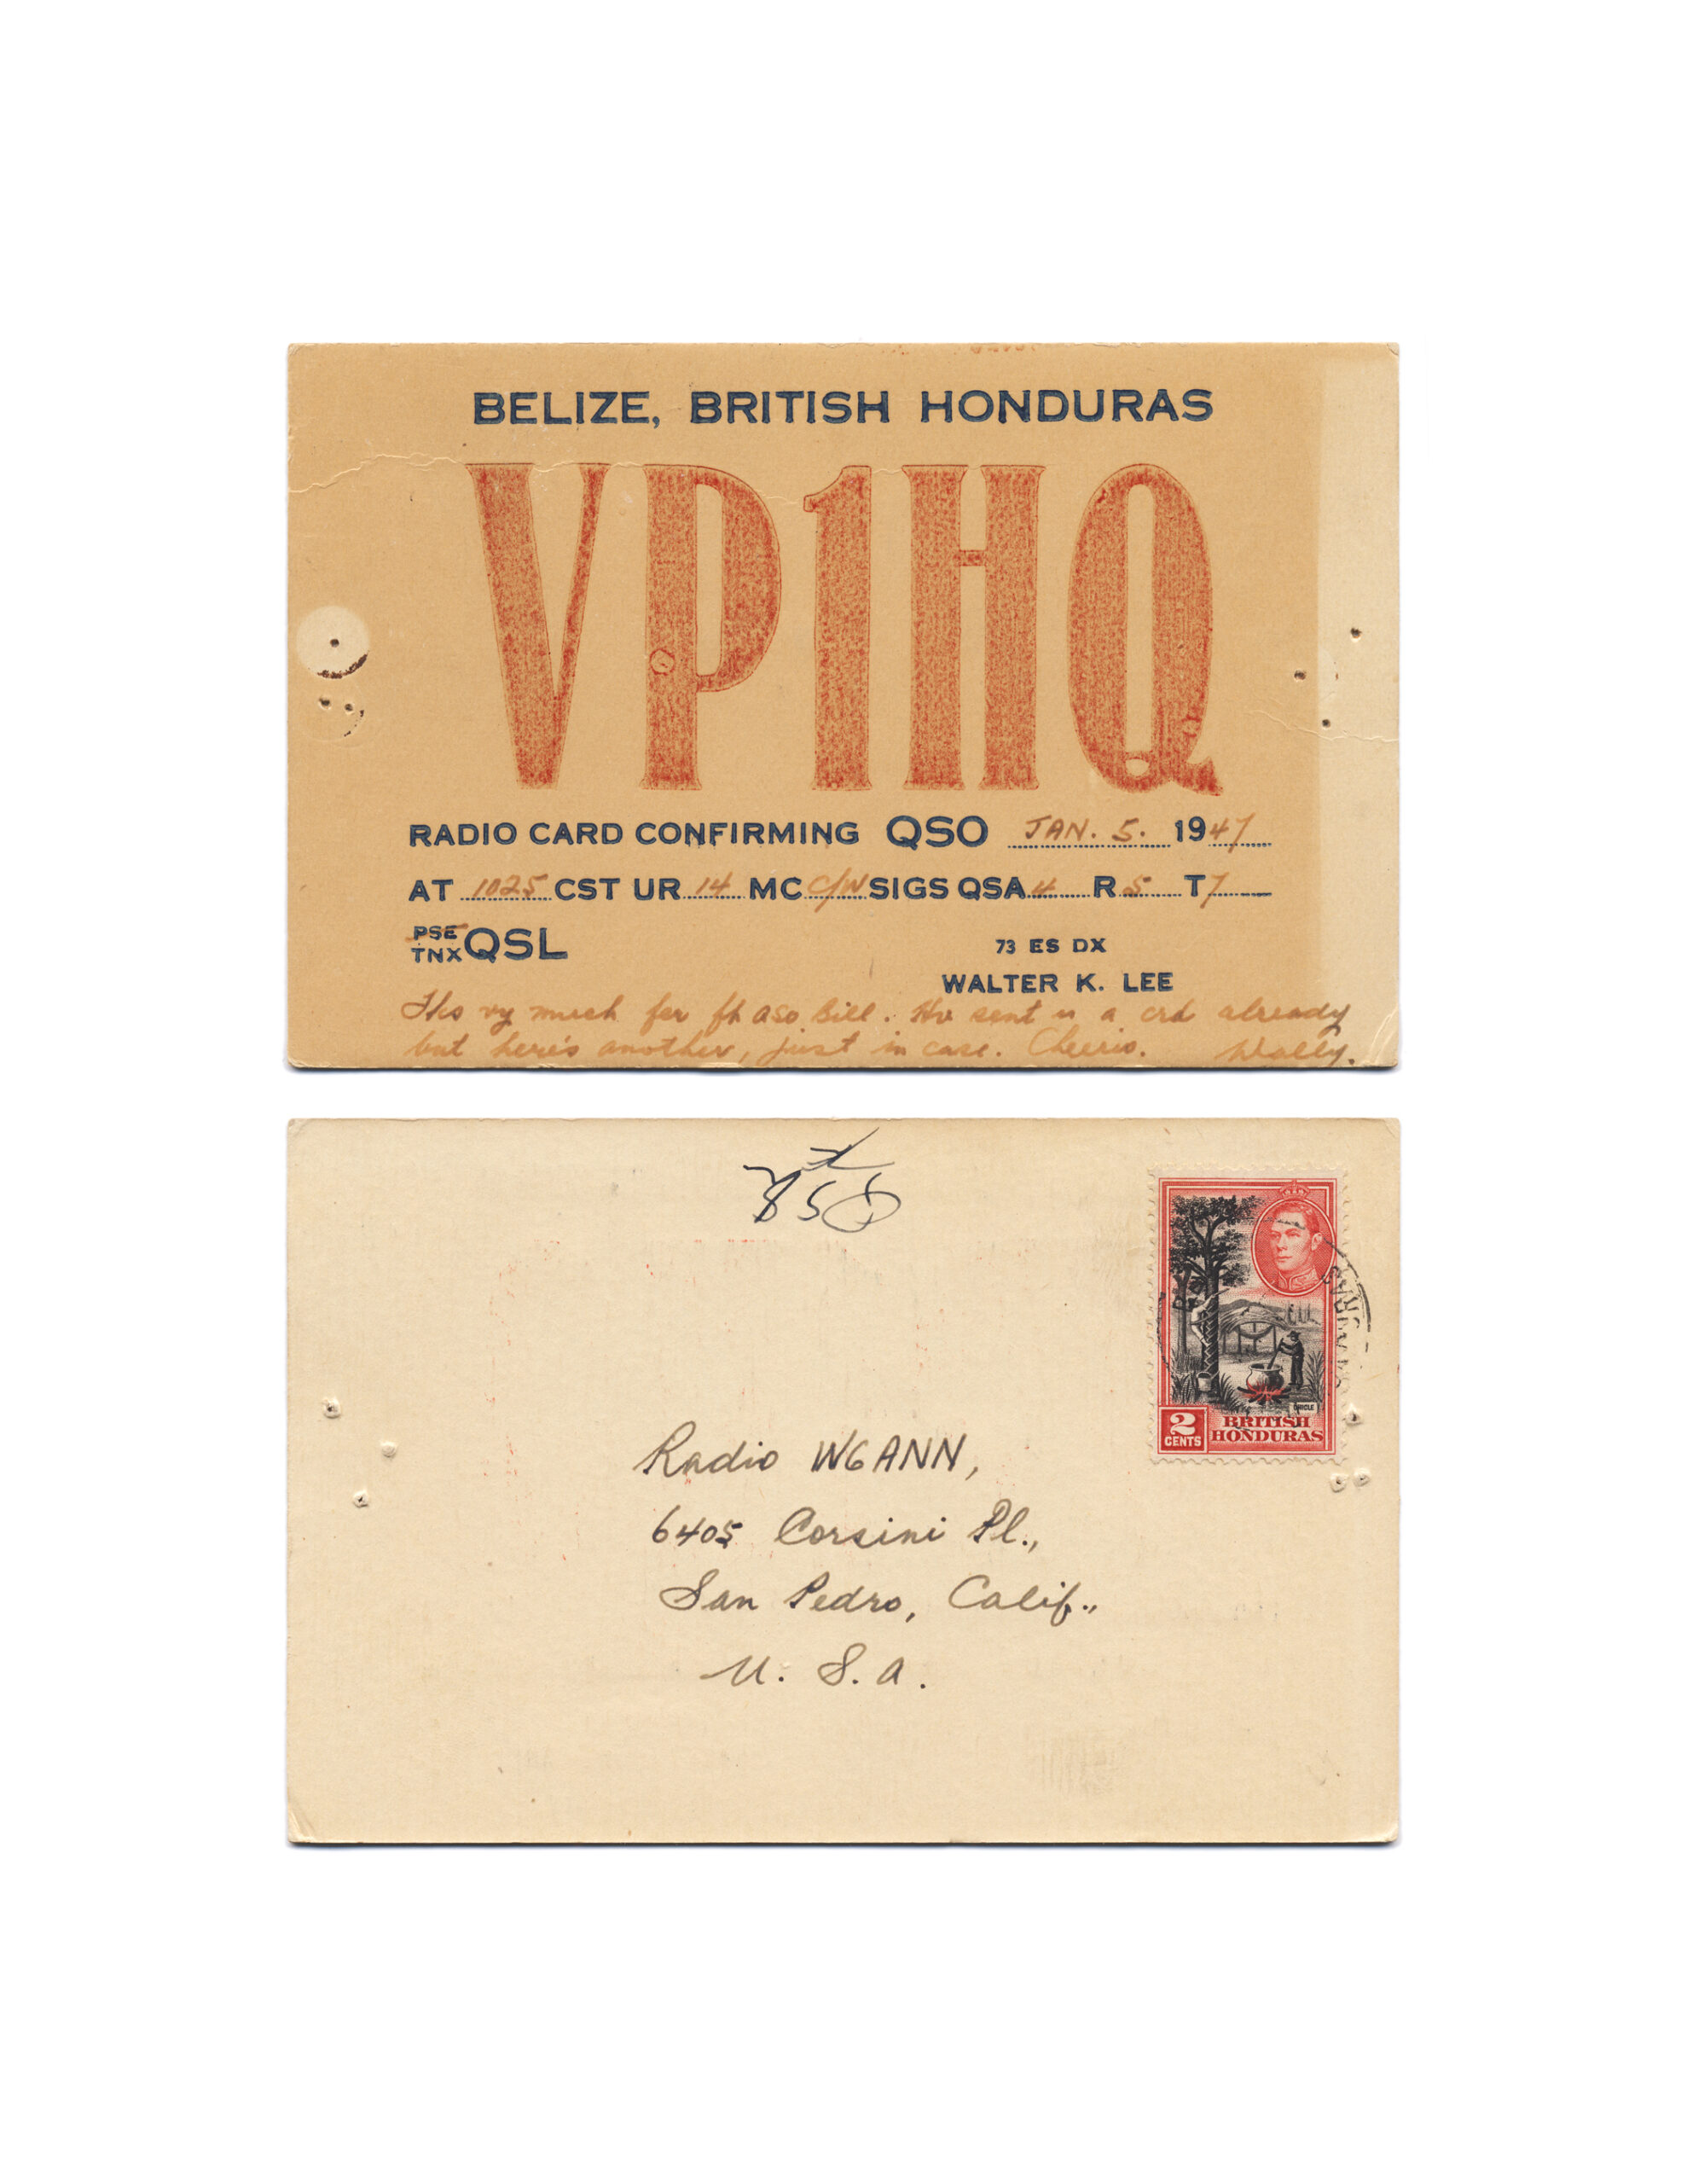 BELIZE, BRITISH HONDURAS
VP1HQ
RADIO CARD CONFIRMING QSO JAN. 5. 1947
AT 1025 CST UR 14 MC C/W SIGS QSA 4 R 5 T 7
PSE
TNX QSL
73 ES DX
WALTER K. LEE
Tks vy much for fb QSO Bill. Hv sent u a crd already
but here's another, just in case. Cheerio. Wally.
Radio W6ANN,
6405 Corsini Pl.,
San Pedro, Calif.,
U. S. A.
CHICLE
2
CENTS
BRITISH
HONDURAS